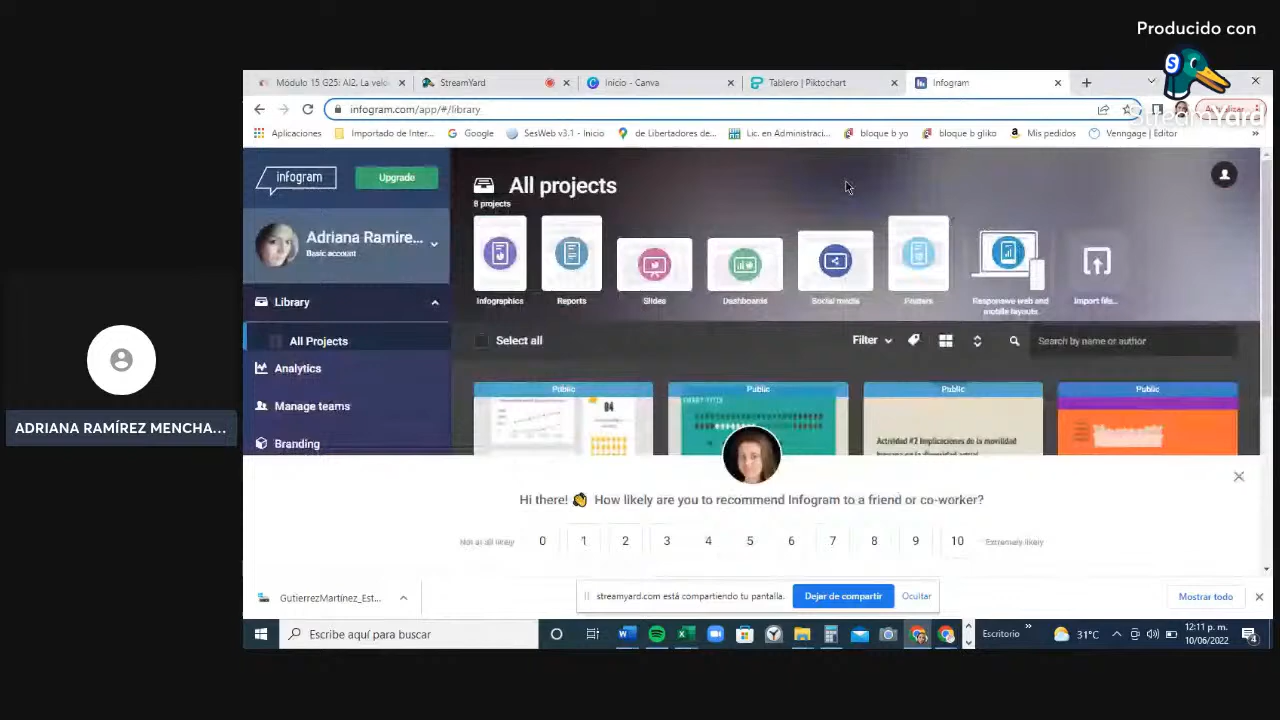 Producido con
StreamYard
Módulo 15 G25: AI2. La velo
StreamYard
Inicio - Canva
Tablero | Piktochart
Infogram
infogram.com/app/#/library
Aplicaciones
Importado de Inter...
Google
SesWeb v3.1 - Inicio
de Libertadores de...
Lic. en Administraci...
bloque b yo
bloque b gliko
Mis pedidos
Venngage | Editor
infogram
Upgrade
All projects
8 projects
Adriana Ramire...
Basic account
Infographics
Reports
Slides
Dashboards
Social media
Posters
Responsive web and
mobile layouts.
Import file...
Library
All Projects
Select all
Filter
Search by name or author
Analytics
Manage teams
Branding
Public
Public
Public
Public
04
Actividad #2 Implicaciones de la movilidad
ADRIANA RAMÍREZ MENCHA...
Hi there! 👋 How likely are you to recommend Infogram to a friend or co-worker?
Not at all likely
0 1 2 3 4 5 6 7 8 9 10
Extremely likely
GutierrezMartínez_Est...
streamyard.com está compartiendo tu pantalla.
Dejar de compartir
Ocultar
Mostrar todo
Escribe aquí para buscar
Escritorio
31°C
12:11 p. m.
10/06/2022
4